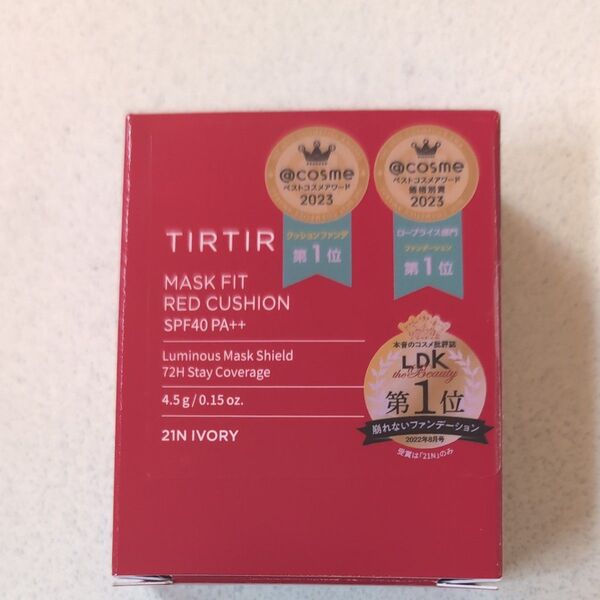 @cosme
ベストコスメアワード
2023
クッションファンデ
第1位
@cosme
ベストコスメアワード
価格別賞
2023
ロープライス部門
ファンデーション
第1位
TIRTIR
MASK FIT
RED CUSHION
SPF40 PA++
Luminous Mask Shield
72H Stay Coverage
4.5 g / 0.15 oz.
21N IVORY
本音のコスメ批評誌
LDK
the Beauty
第1位
崩れないファンデーション
2022年8月号
受賞は「21N」のみ